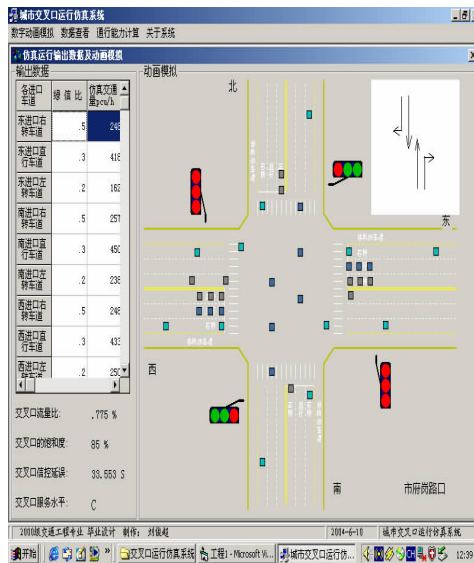 城市交叉口运行仿真系统
数字动画模拟 数据查看 通行能力计算 关于系统
仿真运行输出数据及动画模拟
输出数据
动画模拟
各进口车道 绿 信 比 仿真交通量pcu/h
东进口右转车道 .5 248
东进口直行车道 .3 418
东进口左转车道 .2 162
南进口右转车道 .5 257
南进口直行车道 .3 450
南进口左转车道 .2 238
西进口右转车道 .5 248
西进口直行车道 .3 433
西进口左转车道 .2 250
北
东
西
南
市府岗路口
交叉口流量比: .775 %
交叉口的饱和度: 85 %
交叉口信控延误: 33.553 S
交叉口服务水平: C
2000级交通工程专业 毕业设计 制作: 刘俊超
2004-6-10
城市交叉口运行仿真系统
开始
交叉口运行仿真系统
工程1 - Microsoft Vi...
城市交叉口运行仿...
CH
12:39